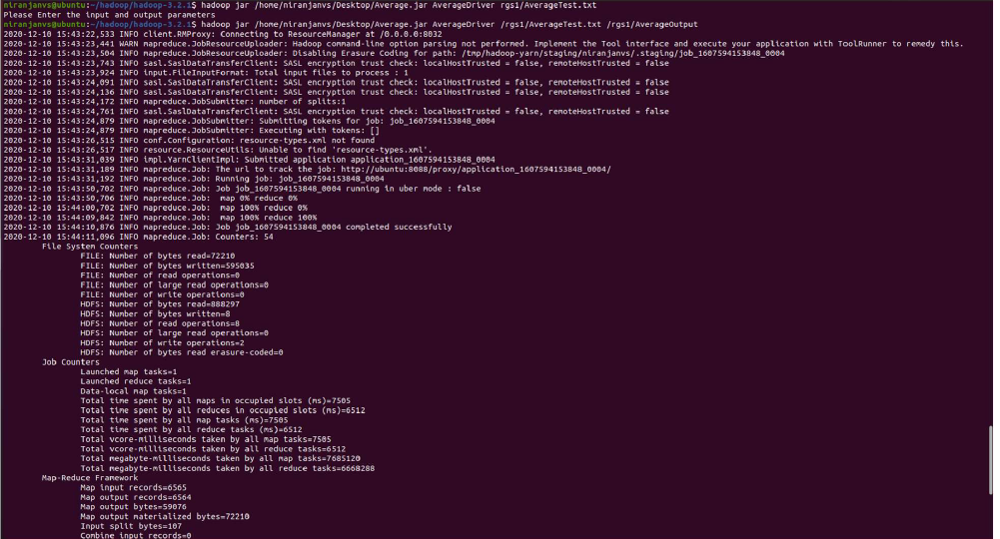 niranjanvs@ubuntu:~/hadoop/hadoop-3.2.1$ hadoop jar /home/niranjanvs/Desktop/Average.jar AverageDriver rgs1/AverageTest.txt
Please Enter the input and output parameters
niranjanvs@ubuntu:~/hadoop/hadoop-3.2.1$ hadoop jar /home/niranjanvs/Desktop/Average.jar AverageDriver /rgs1/AverageTest.txt /rgs1/AverageOutput
2020-12-10 15:43:22,533 INFO client.RMProxy: Connecting to ResourceManager at /0.0.0.0:8032
2020-12-10 15:43:23,441 WARN mapreduce.JobResourceUploader: Hadoop command-line option parsing not performed. Implement the Tool interface and execute your application with ToolRunner to remedy this.
2020-12-10 15:43:23,504 INFO mapreduce.JobResourceUploader: Disabling Erasure Coding for path: /tmp/hadoop-yarn/staging/niranjanvs/.staging/job_1607594153848_0004
2020-12-10 15:43:23,743 INFO sasl.SaslDataTransferClient: SASL encryption trust check: localHostTrusted = false, remoteHostTrusted = false
2020-12-10 15:43:23,924 INFO input.FileInputFormat: Total input files to process : 1
2020-12-10 15:43:24,091 INFO sasl.SaslDataTransferClient: SASL encryption trust check: localHostTrusted = false, remoteHostTrusted = false
2020-12-10 15:43:24,136 INFO sasl.SaslDataTransferClient: SASL encryption trust check: localHostTrusted = false, remoteHostTrusted = false
2020-12-10 15:43:24,172 INFO mapreduce.JobSubmitter: number of splits:1
2020-12-10 15:43:24,761 INFO sasl.SaslDataTransferClient: SASL encryption trust check: localHostTrusted = false, remoteHostTrusted = false
2020-12-10 15:43:24,879 INFO mapreduce.JobSubmitter: Submitting tokens for job: job_1607594153848_0004
2020-12-10 15:43:24,879 INFO mapreduce.JobSubmitter: Executing with tokens: []
2020-12-10 15:43:26,515 INFO conf.Configuration: resource-types.xml not found
2020-12-10 15:43:26,517 INFO resource.ResourceUtils: Unable to find 'resource-types.xml'.
2020-12-10 15:43:31,039 INFO impl.YarnClientImpl: Submitted application application_1607594153848_0004
2020-12-10 15:43:31,189 INFO mapreduce.Job: The url to track the job: http://ubuntu:8088/proxy/application_1607594153848_0004/
2020-12-10 15:43:31,192 INFO mapreduce.Job: Running job: job_1607594153848_0004
2020-12-10 15:43:50,702 INFO mapreduce.Job: Job job_1607594153848_0004 running in uber mode : false
2020-12-10 15:43:50,706 INFO mapreduce.Job:  map 0% reduce 0%
2020-12-10 15:44:00,702 INFO mapreduce.Job:  map 100% reduce 0%
2020-12-10 15:44:09,842 INFO mapreduce.Job:  map 100% reduce 100%
2020-12-10 15:44:10,876 INFO mapreduce.Job: Job job_1607594153848_0004 completed successfully
2020-12-10 15:44:11,096 INFO mapreduce.Job: Counters: 54
File System Counters
FILE: Number of bytes read=72210
FILE: Number of bytes written=595035
FILE: Number of read operations=0
FILE: Number of large read operations=0
FILE: Number of write operations=0
HDFS: Number of bytes read=888297
HDFS: Number of bytes written=8
HDFS: Number of read operations=8
HDFS: Number of large read operations=0
HDFS: Number of write operations=2
HDFS: Number of bytes read erasure-coded=0
Job Counters
Launched map tasks=1
Launched reduce tasks=1
Data-local map tasks=1
Total time spent by all maps in occupied slots (ms)=7505
Total time spent by all reduces in occupied slots (ms)=6512
Total time spent by all map tasks (ms)=7505
Total time spent by all reduce tasks (ms)=6512
Total vcore-milliseconds taken by all map tasks=7505
Total vcore-milliseconds taken by all reduce tasks=6512
Total megabyte-milliseconds taken by all map tasks=7685120
Total megabyte-milliseconds taken by all reduce tasks=6668288
Map-Reduce Framework
Map input records=6565
Map output records=6564
Map output bytes=59076
Map output materialized bytes=72210
Input split bytes=107
Combine input records=0